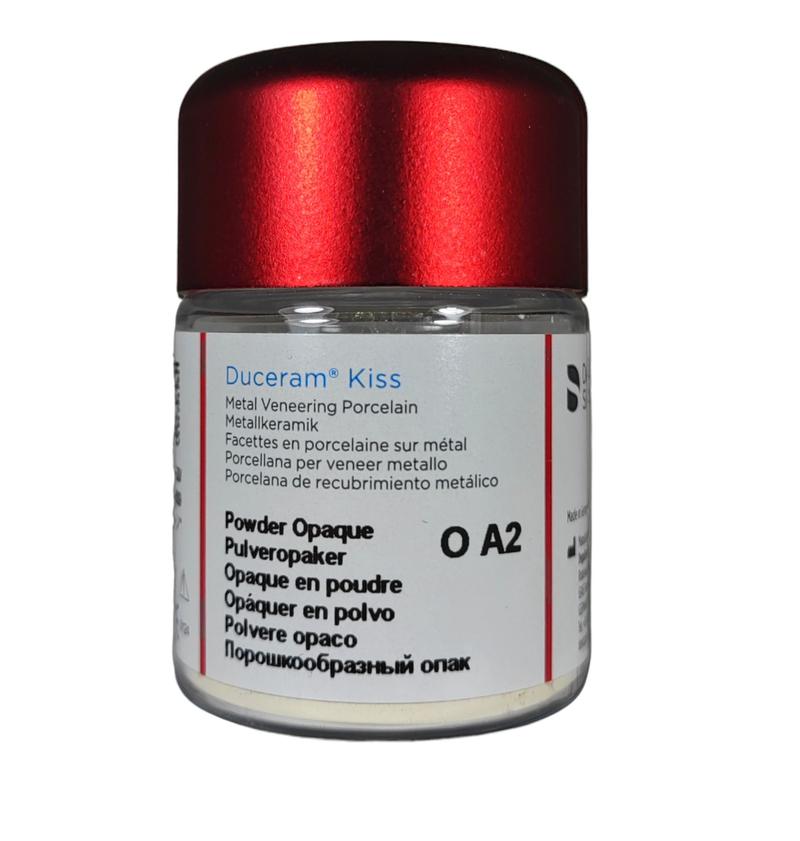 Duceram® Kiss
Metal Veneering Porcelain
Metallkeramik
Facettes en porcelaine sur métal
Porcellana per veneer metallo
Porcelana de recubrimiento metálico
Powder Opaque
O A2
Pulveropaker
Opaque en poudre
Opáquer en polvo
Polvere opaco
Порошкообразный опак
Made